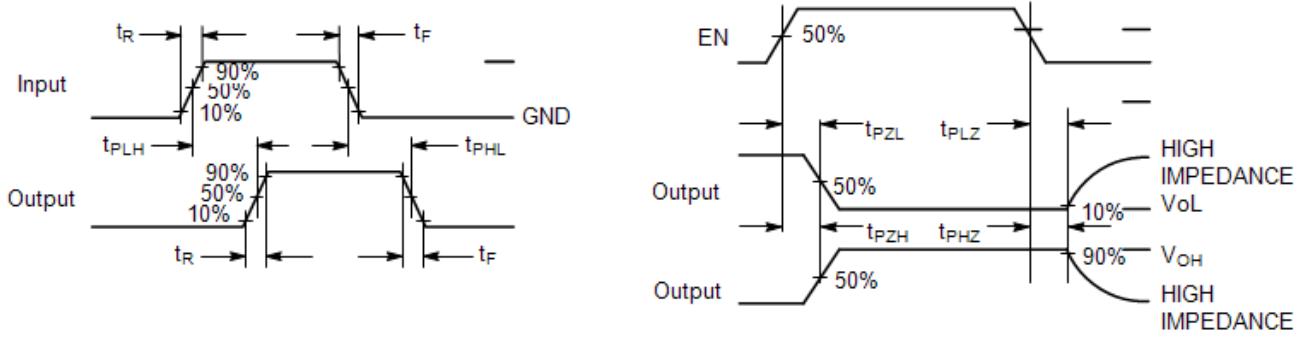 tR
tF
Input
90%
50%
10%
GND
tPLH
tPHL
Output
90%
50%
10%
tR
tF
EN
50%
tPZL
tPLZ
Output
50%
HIGH
IMPEDANCE
10%
VoL
tPZH
tPHZ
Output
50%
90%
VOH
HIGH
IMPEDANCE